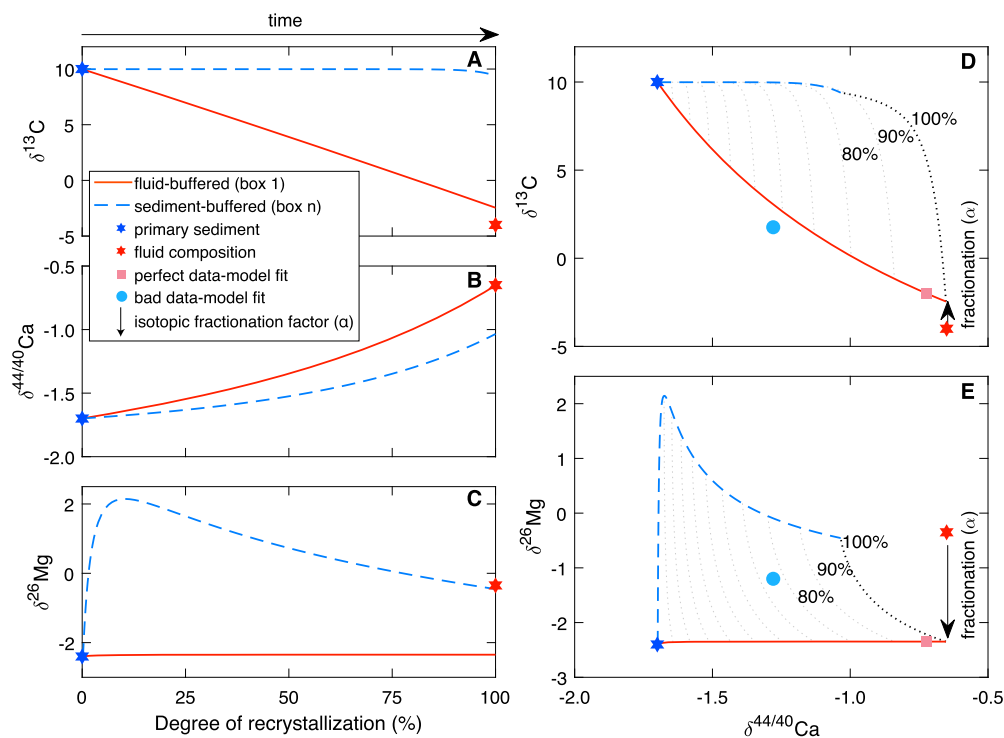 time
A
10
5
0
-5
δ13C
fluid-buffered (box 1)
sediment-buffered (box n)
primary sediment
fluid composition
perfect data-model fit
bad data-model fit
isotopic fractionation factor (α)
B
-0.5
-1.0
-1.5
-2.0
δ44/40Ca
C
2
0
-2
δ26Mg
0
25
50
75
100
Degree of recrystallization (%)
D
10
5
0
-5
δ13C
100%
90%
80%
fractionation (α)
E
2
1
0
-1
-2
-3
δ26Mg
100%
90%
80%
fractionation (α)
-2.0
-1.5
-1.0
-0.5
δ44/40Ca